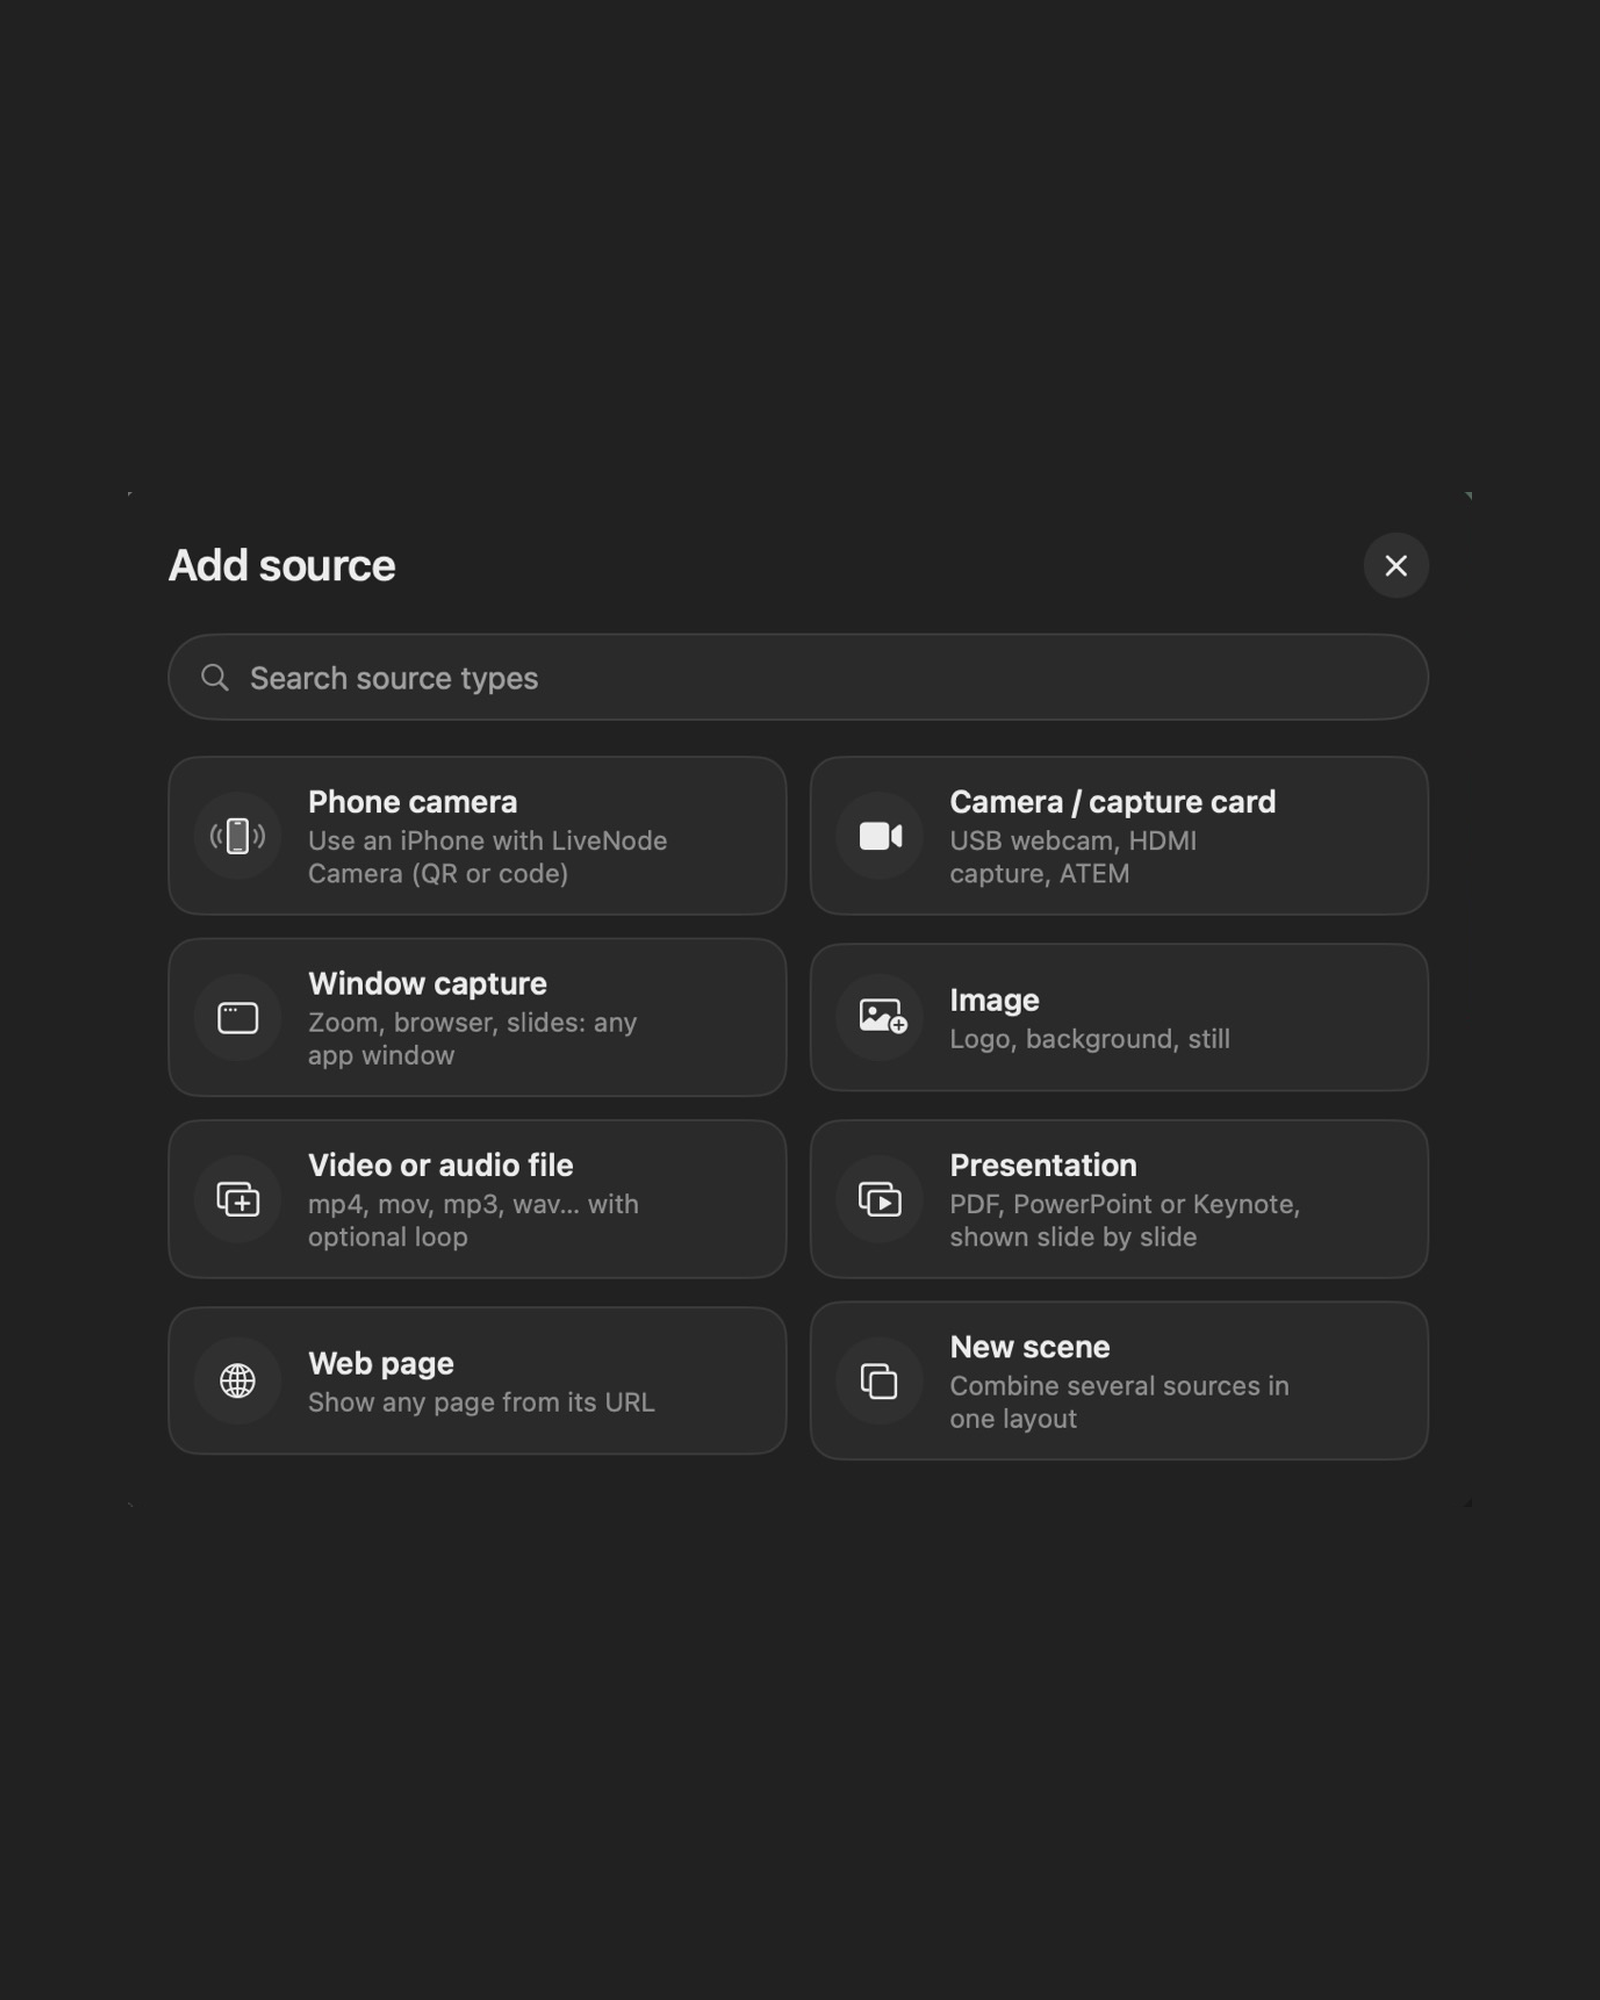 Add source
Search source types
Phone camera
Use an iPhone with LiveNode
Camera (QR or code)
Camera / capture card
USB webcam, HDMI
capture, ATEM
Window capture
Zoom, browser, slides: any
app window
Image
Logo, background, still
Video or audio file
mp4, mov, mp3, wav... with
optional loop
Presentation
PDF, PowerPoint or Keynote,
shown slide by slide
Web page
Show any page from its URL
New scene
Combine several sources in
one layout